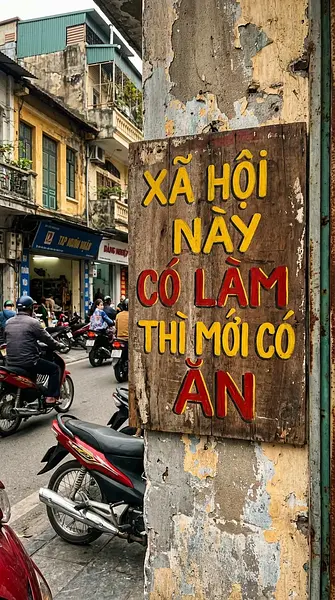 XÃ HỘI
NÀY
CÓ LÀM
THÌ MỚI CÓ
ĂN